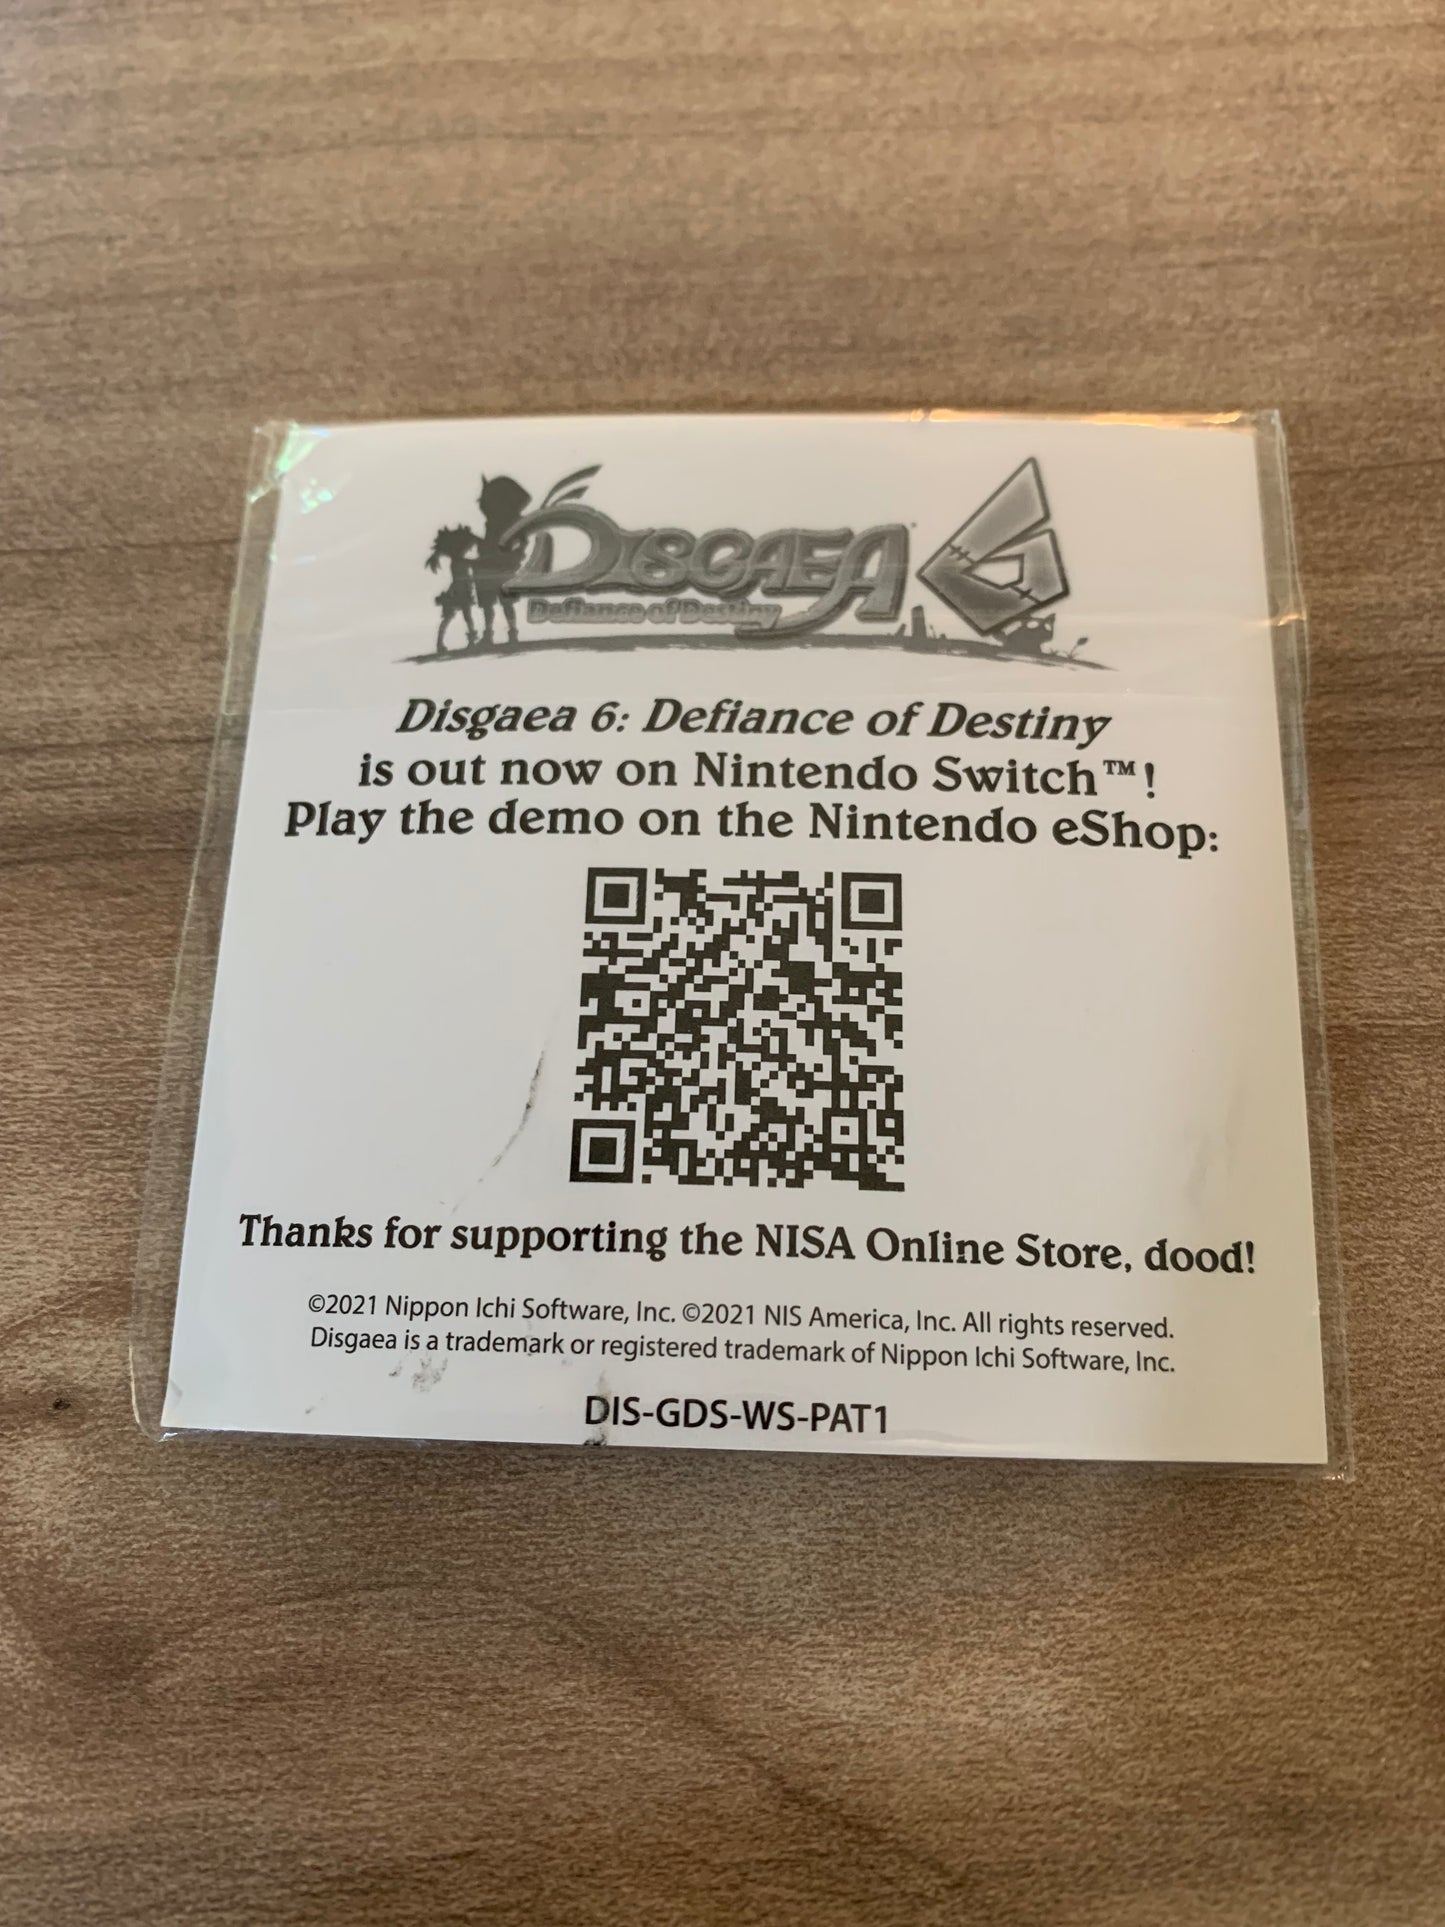 DISGAEA 6
Defiance of Destiny
Disgaea 6: Defiance of Destiny
is out now on Nintendo Switch™!
Play the demo on the Nintendo eShop:
Thanks for supporting the NISA Online Store, dood!
©2021 Nippon Ichi Software, Inc. ©2021 NIS America, Inc. All rights reserved.
Disgaea is a trademark or registered trademark of Nippon Ichi Software, Inc.
DIS-GDS-WS-PAT1